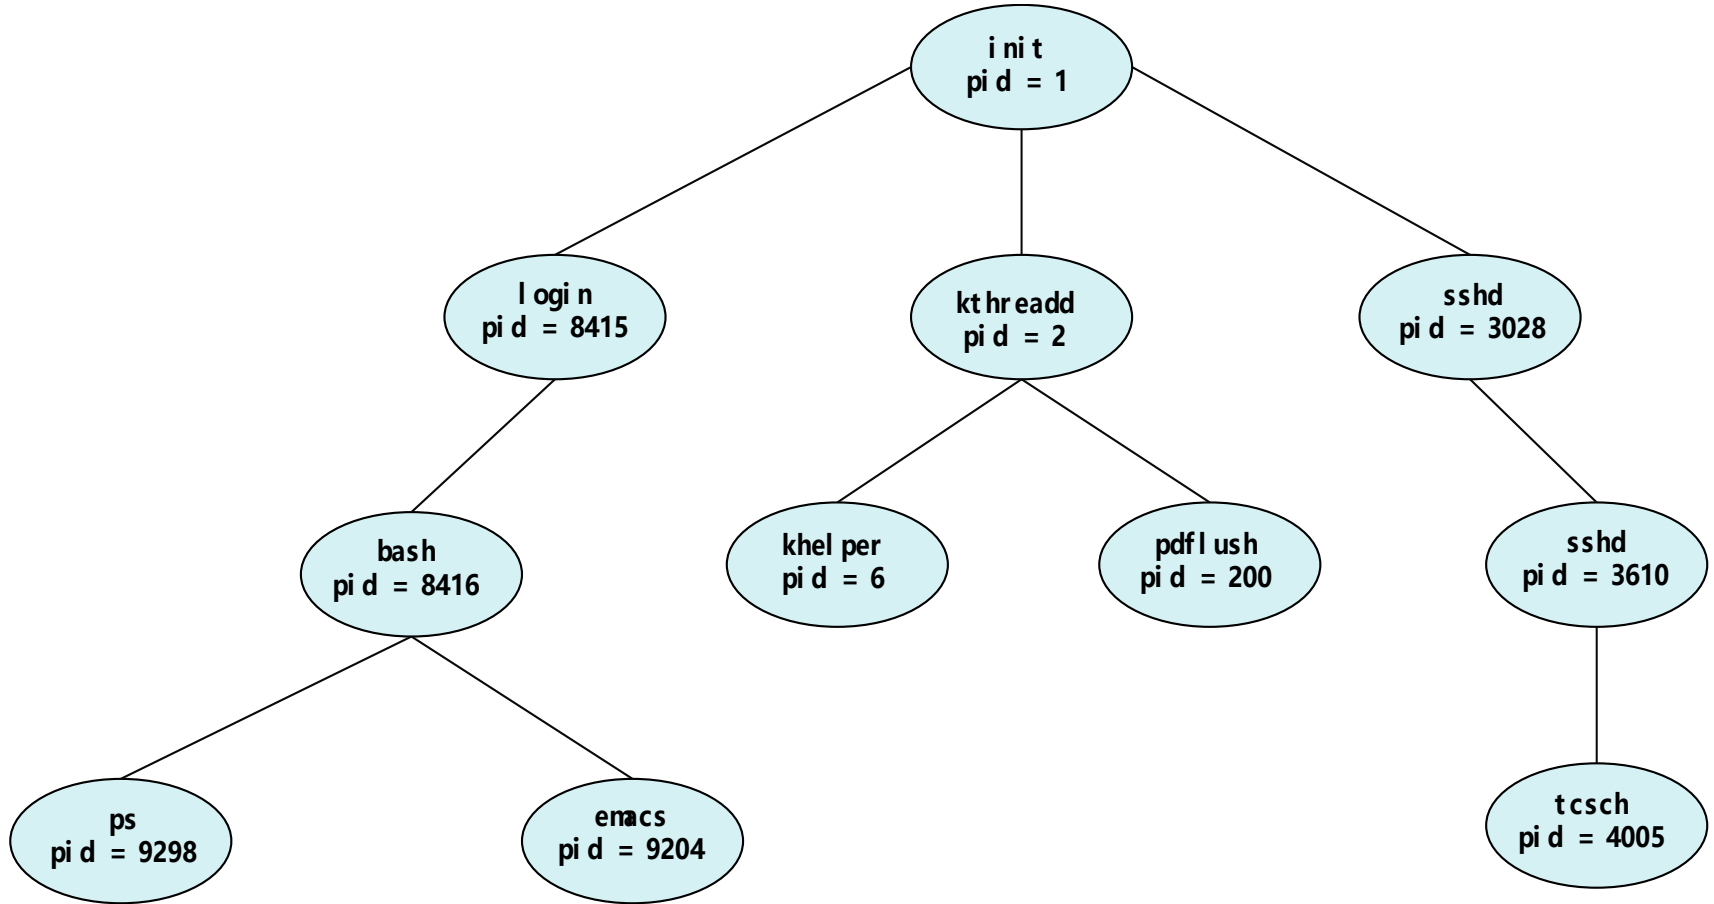 init
pid = 1
login
pid = 8415
kthreadd
pid = 2
sshd
pid = 3028
bash
pid = 8416
khelper
pid = 6
pdflush
pid = 200
sshd
pid = 3610
ps
pid = 9298
emacs
pid = 9204
tcsch
pid = 4005